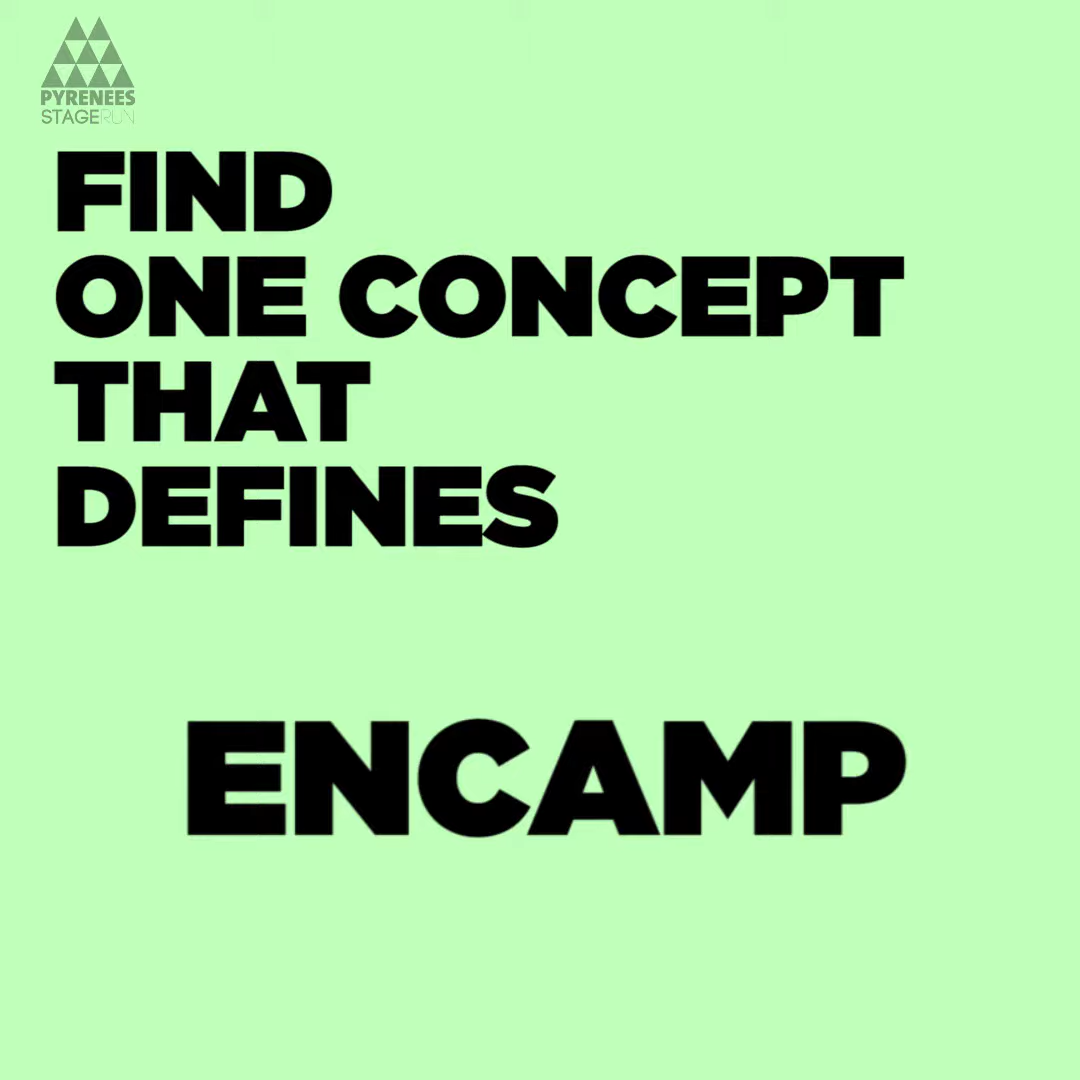 PYRENEES
STAGERUN
FIND
ONE CONCEPT
THAT
DEFINES
ENCAMP